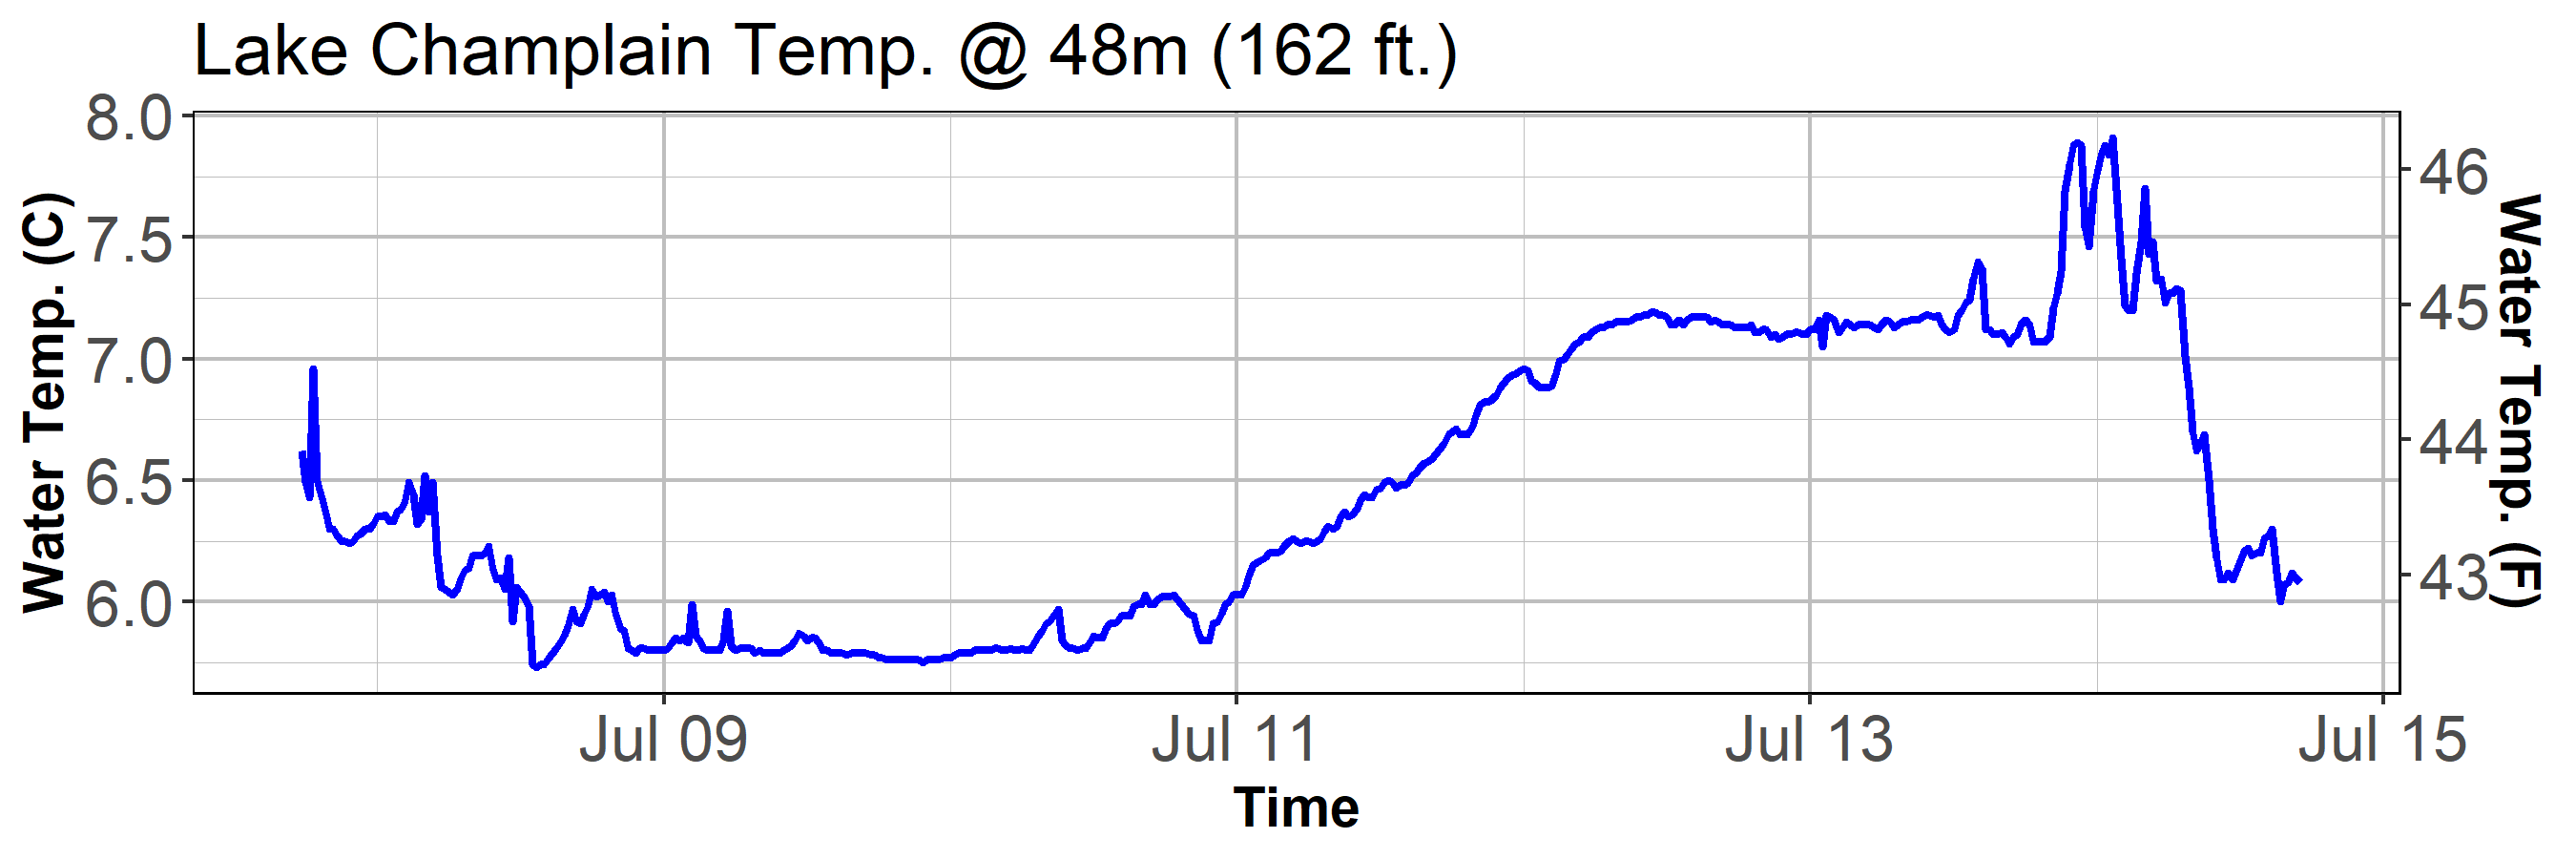 Lake Champlain Temp. @ 48m (162 ft.)
Water Temp. (C)
8.0
7.5
7.0
6.5
6.0
46
45
44
43
Water Temp. (F)
Jul 09 Jul 11 Jul 13 Jul 15
Time